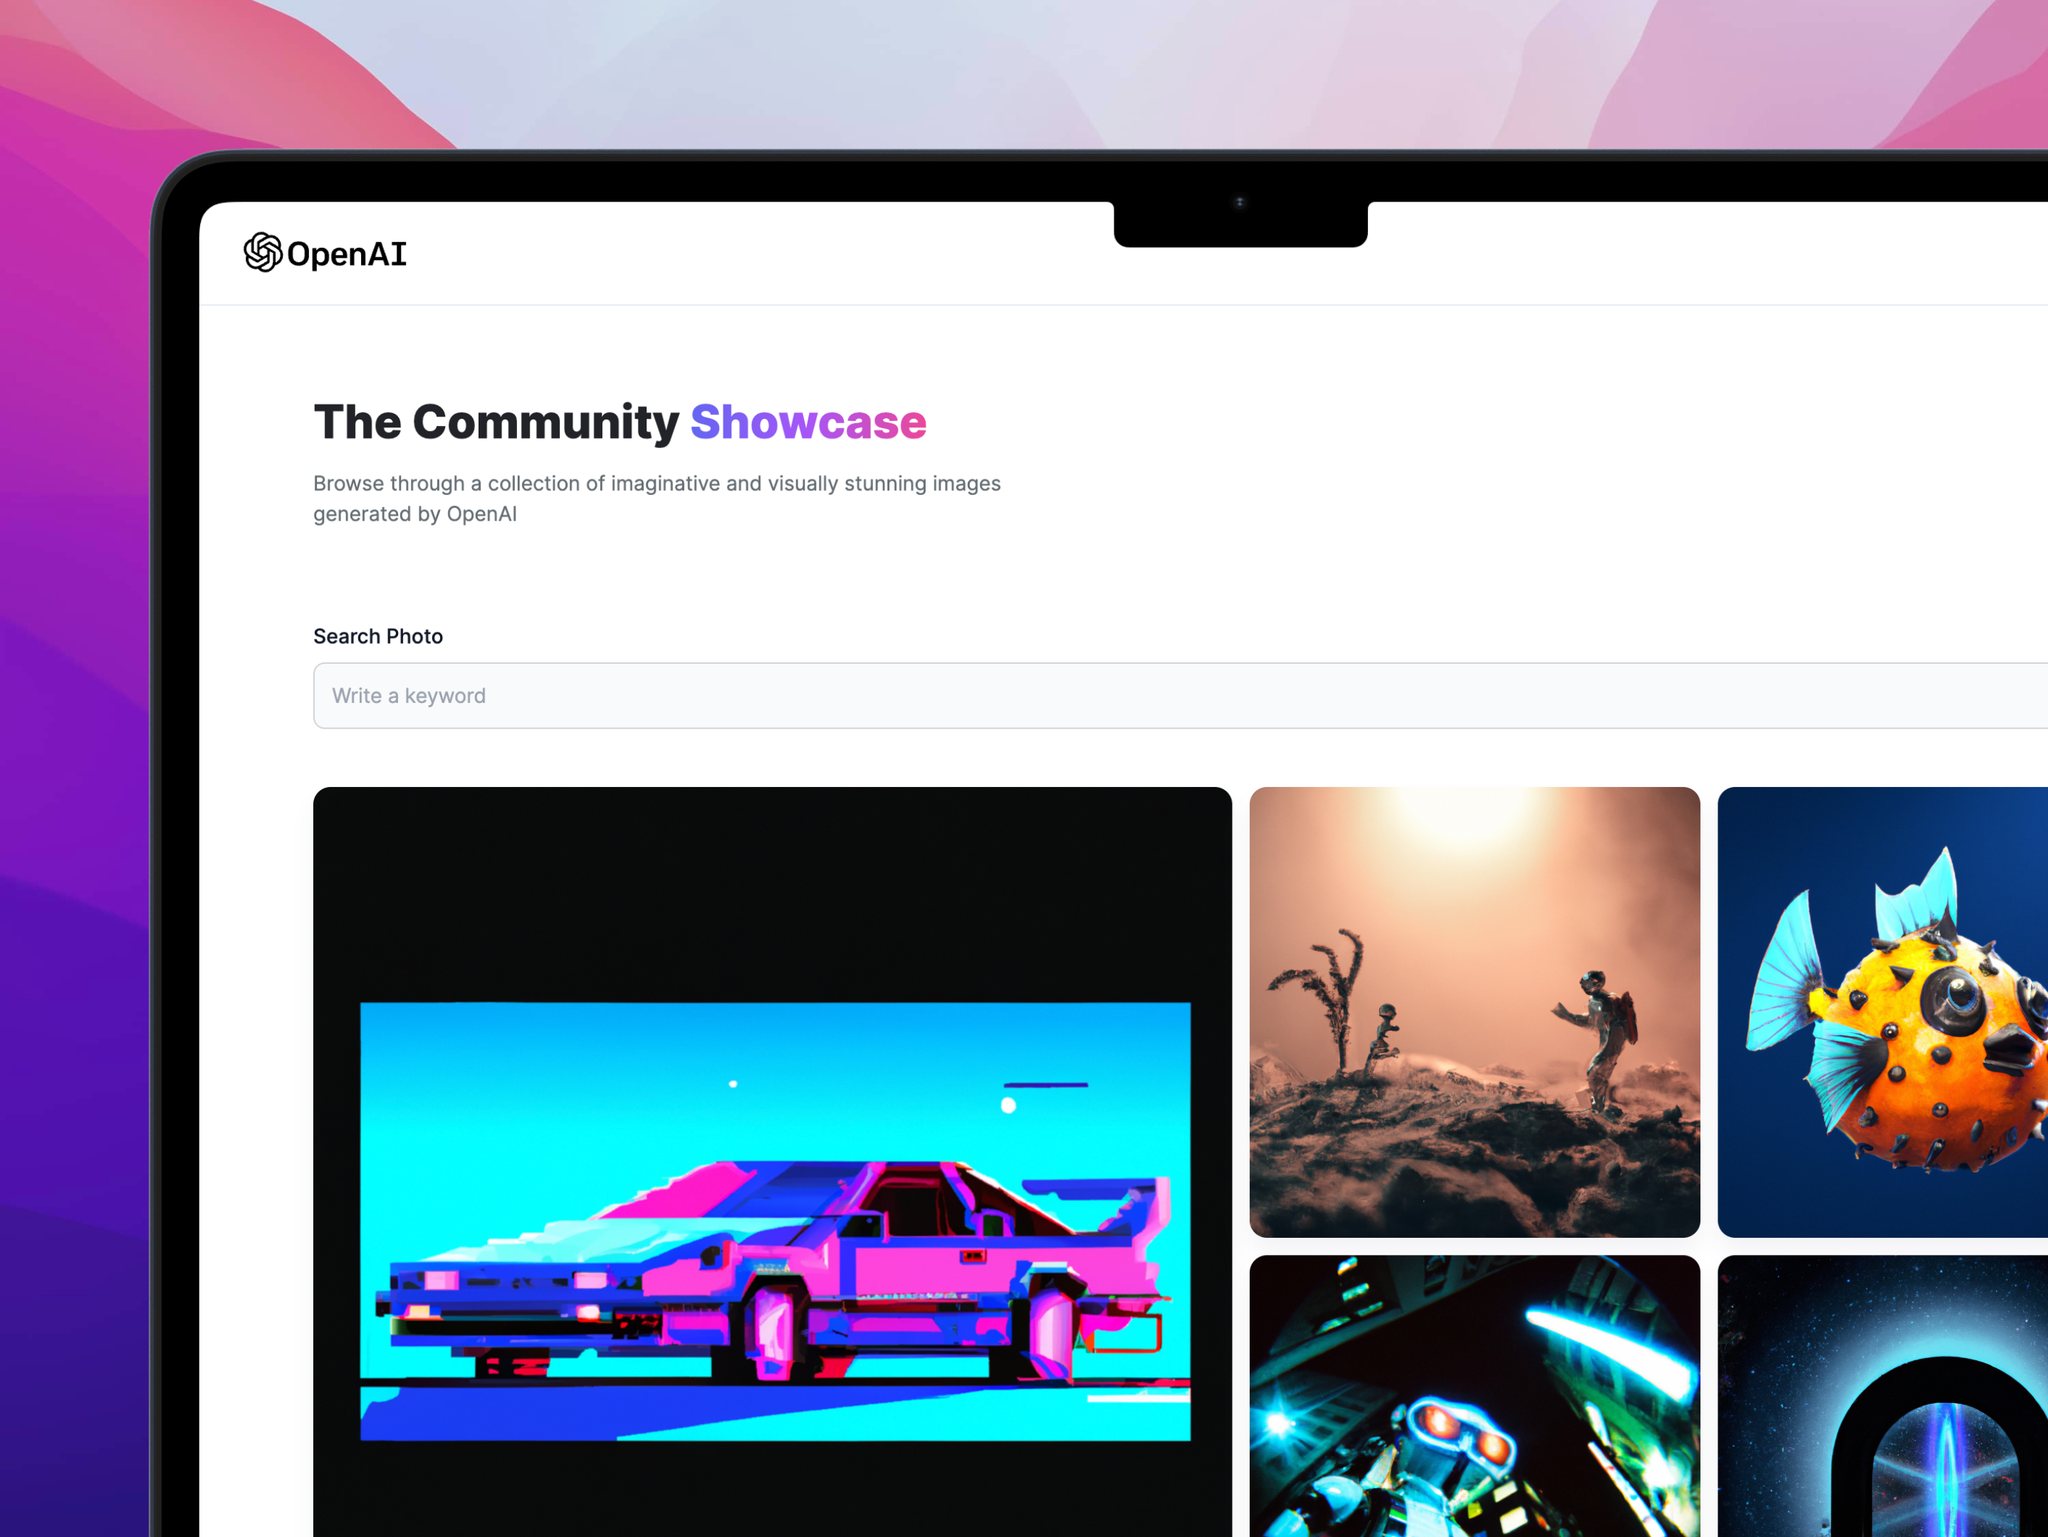 OpenAI
The Community Showcase
Browse through a collection of imaginative and visually stunning images
generated by OpenAI
Search Photo
Write a keyword